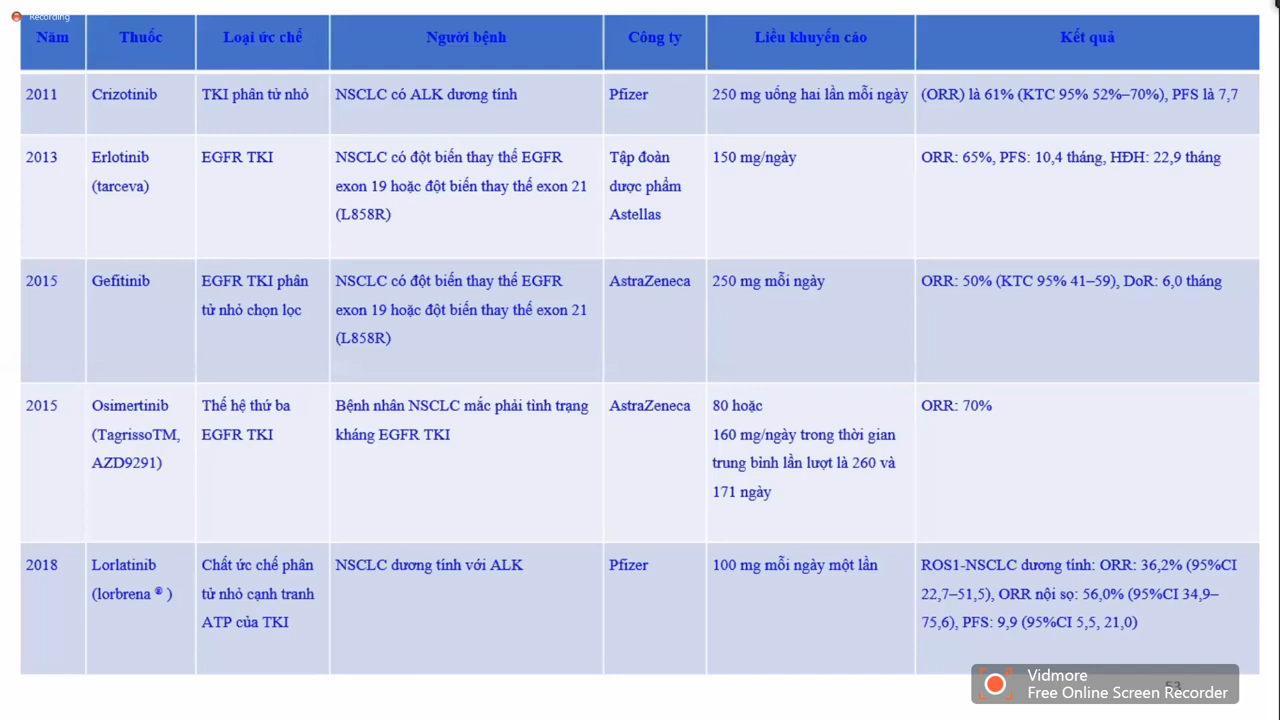 Recording
Năm Thuốc Loại ức chế Người bệnh Công ty Liều khuyến cáo Kết quả
2011 Crizotinib TKI phân tử nhỏ NSCLC có ALK dương tính Pfizer 250 mg uống hai lần mỗi ngày (ORR) là 61% (KTC 95% 52%–70%), PFS là 7,7
2013 Erlotinib EGFR TKI NSCLC có đột biến thay thế EGFR Tập đoàn 150 mg/ngày ORR: 65%, PFS: 10,4 tháng, HĐH: 22,9 tháng
(tarceva) exon 19 hoặc đột biến thay thế exon 21 dược phẩm
(L858R) Astellas
2015 Gefitinib EGFR TKI phân NSCLC có đột biến thay thế EGFR AstraZeneca 250 mg mỗi ngày ORR: 50% (KTC 95% 41–59), DoR: 6,0 tháng
tử nhỏ chọn lọc exon 19 hoặc đột biến thay thế exon 21
(L858R)
2015 Osimertinib Thế hệ thứ ba Bệnh nhân NSCLC mắc phải tình trạng AstraZeneca 80 hoặc ORR: 70%
(TagrissoTM, EGFR TKI kháng EGFR TKI 160 mg/ngày trong thời gian
AZD9291) trung bình lần lượt là 260 và
171 ngày
2018 Lorlatinib Chất ức chế phân NSCLC dương tính với ALK Pfizer 100 mg mỗi ngày một lần ROS1-NSCLC dương tính: ORR: 36,2% (95%CI
(lorbrena ® ) tử nhỏ cạnh tranh 22,7–51,5), ORR nội sọ: 56,0% (95%CI 34,9–
ATP của TKI 75,6), PFS: 9,9 (95%CI 5,5, 21,0)
Vidmore
53
Free Online Screen Recorder